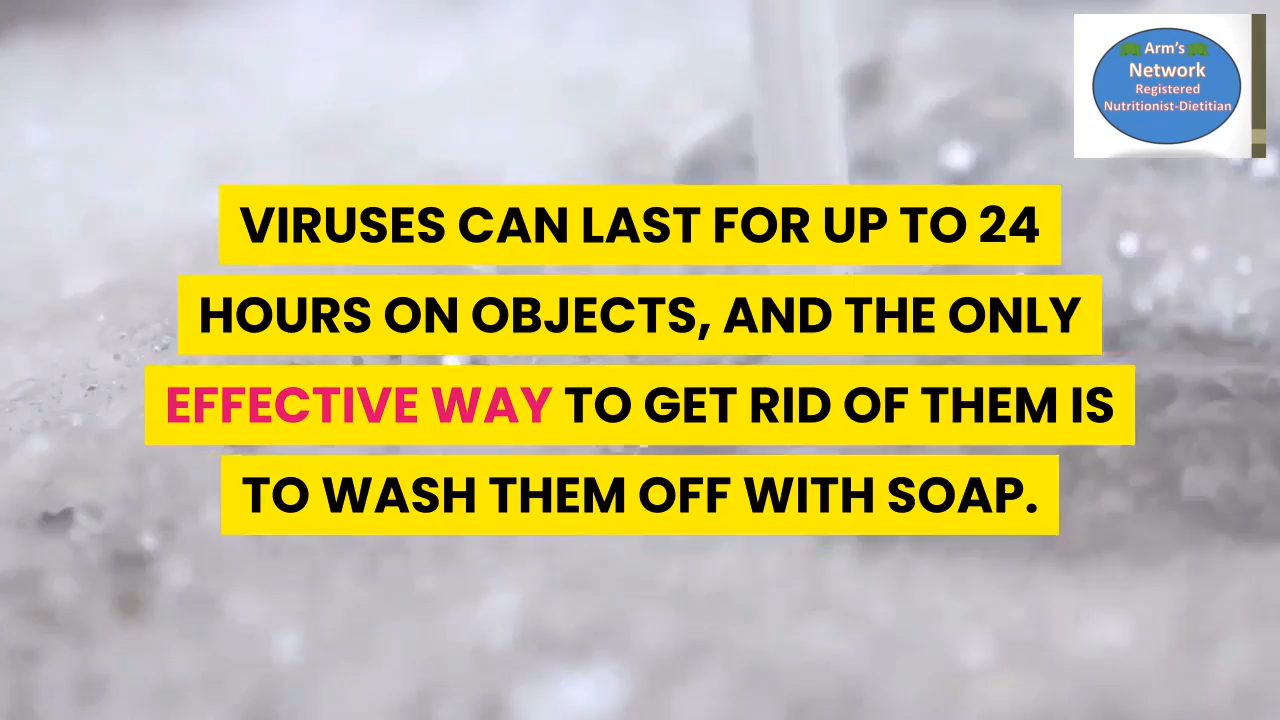 Arm's
Network
Registered
Nutritionist-Dietitian
VIRUSES CAN LAST FOR UP TO 24
HOURS ON OBJECTS, AND THE ONLY
EFFECTIVE WAY TO GET RID OF THEM IS
TO WASH THEM OFF WITH SOAP.